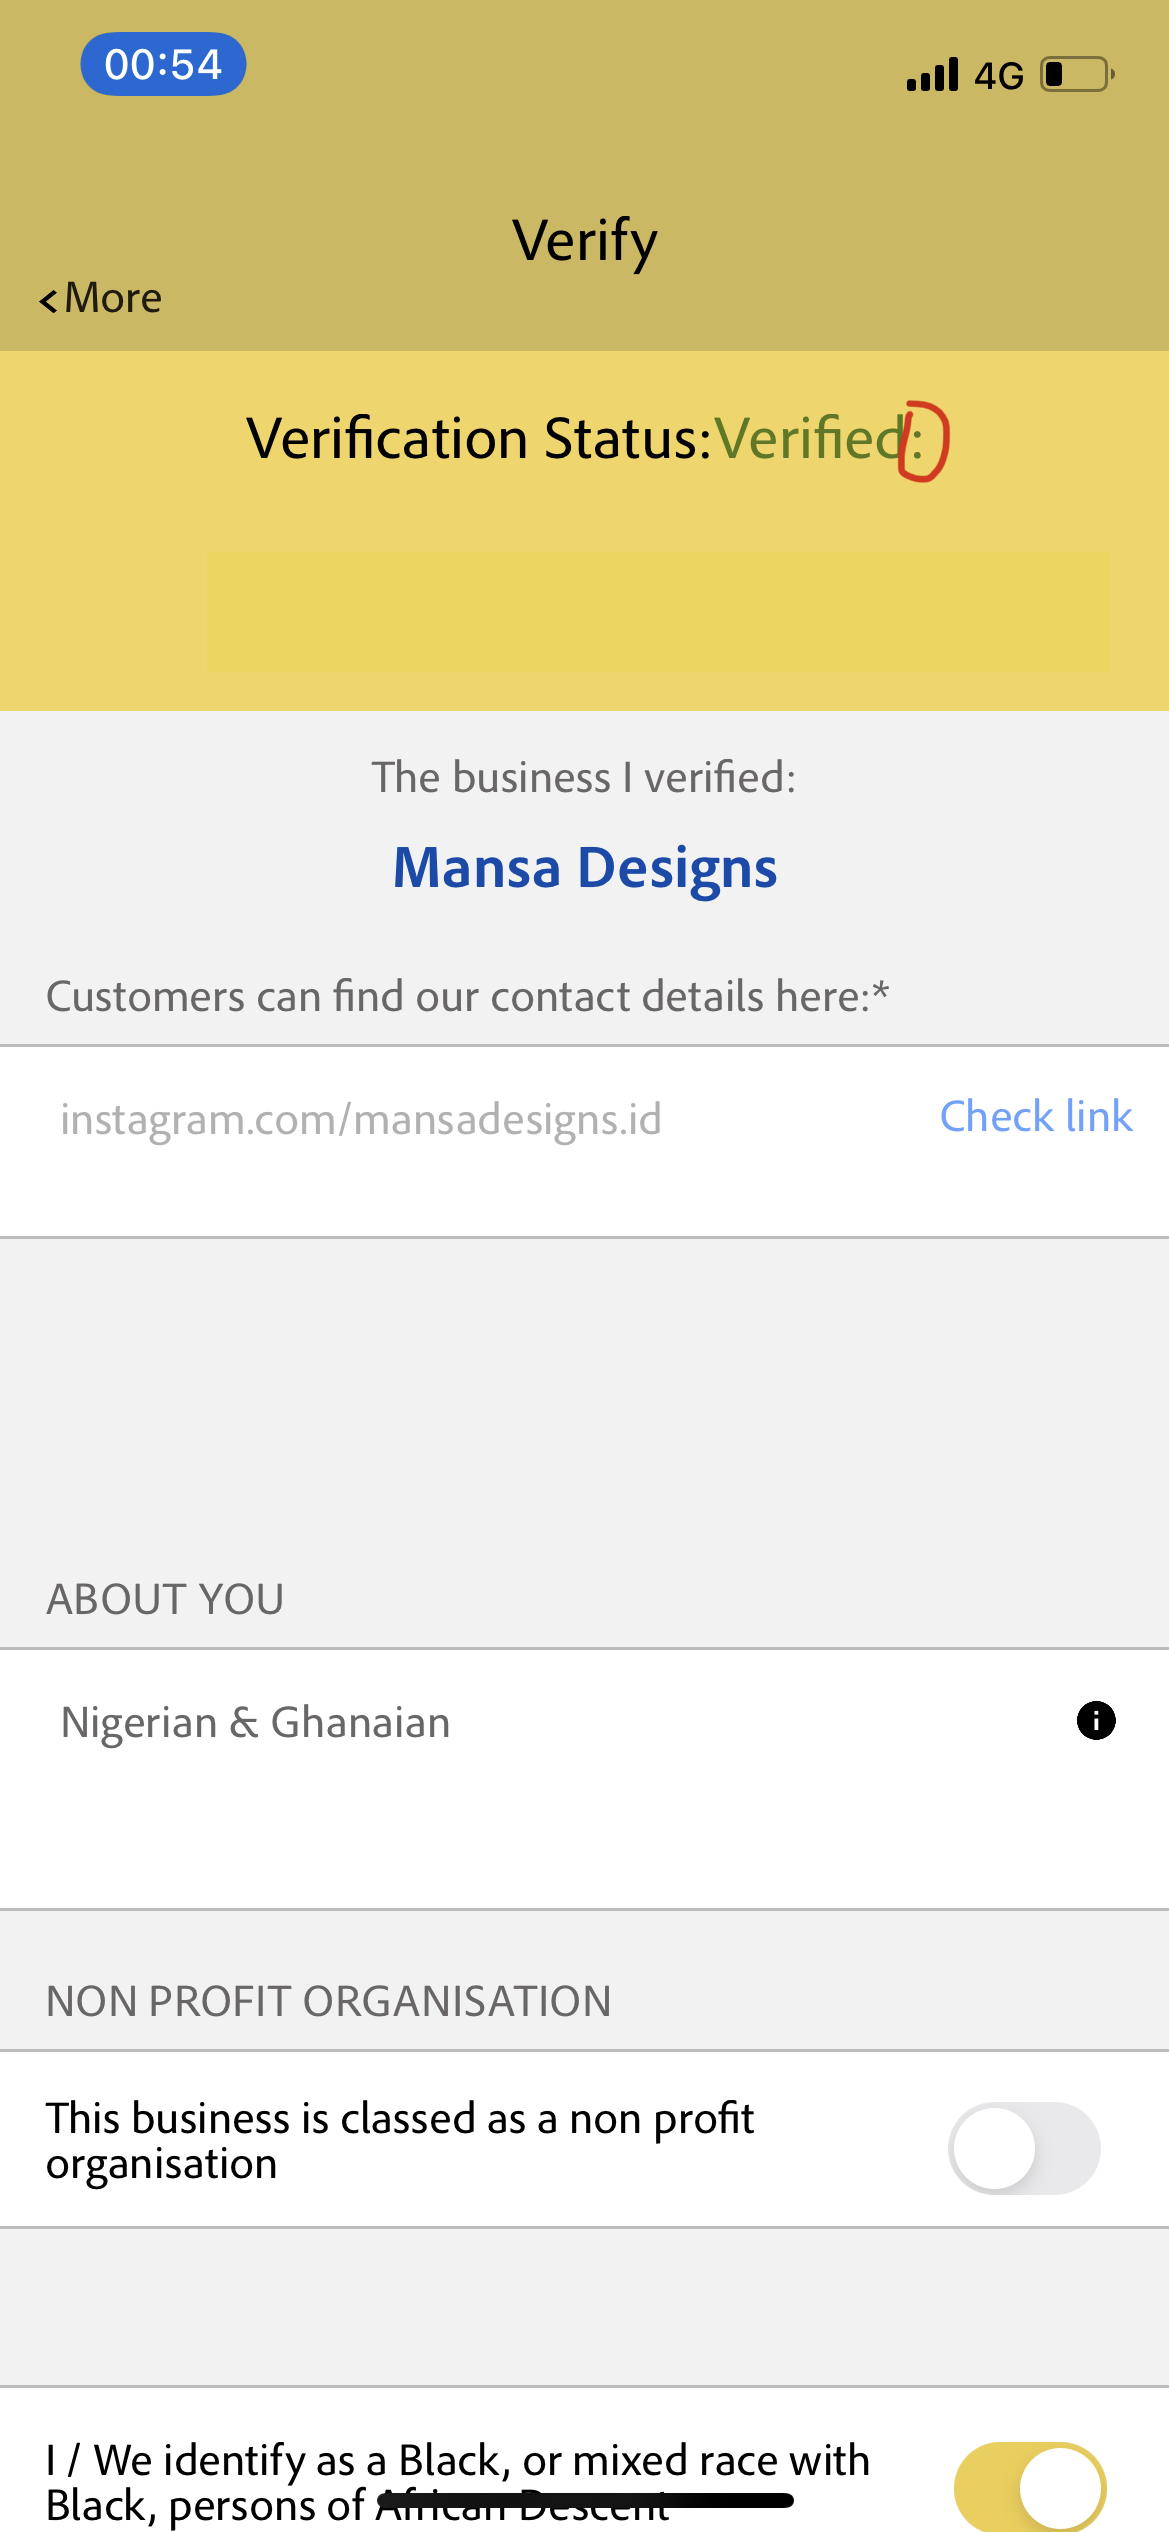 00:54
4G
Verify
More
Verification Status:Verified:
The business I verified:
Mansa Designs
Customers can find our contact details here:*
instagram.com/mansadesigns.id
Check link
ABOUT YOU
Nigerian & Ghanaian
i
NON PROFIT ORGANISATION
This business is classed as a non profit
organisation
I / We identify as a Black, or mixed race with
Black, persons of African Descent